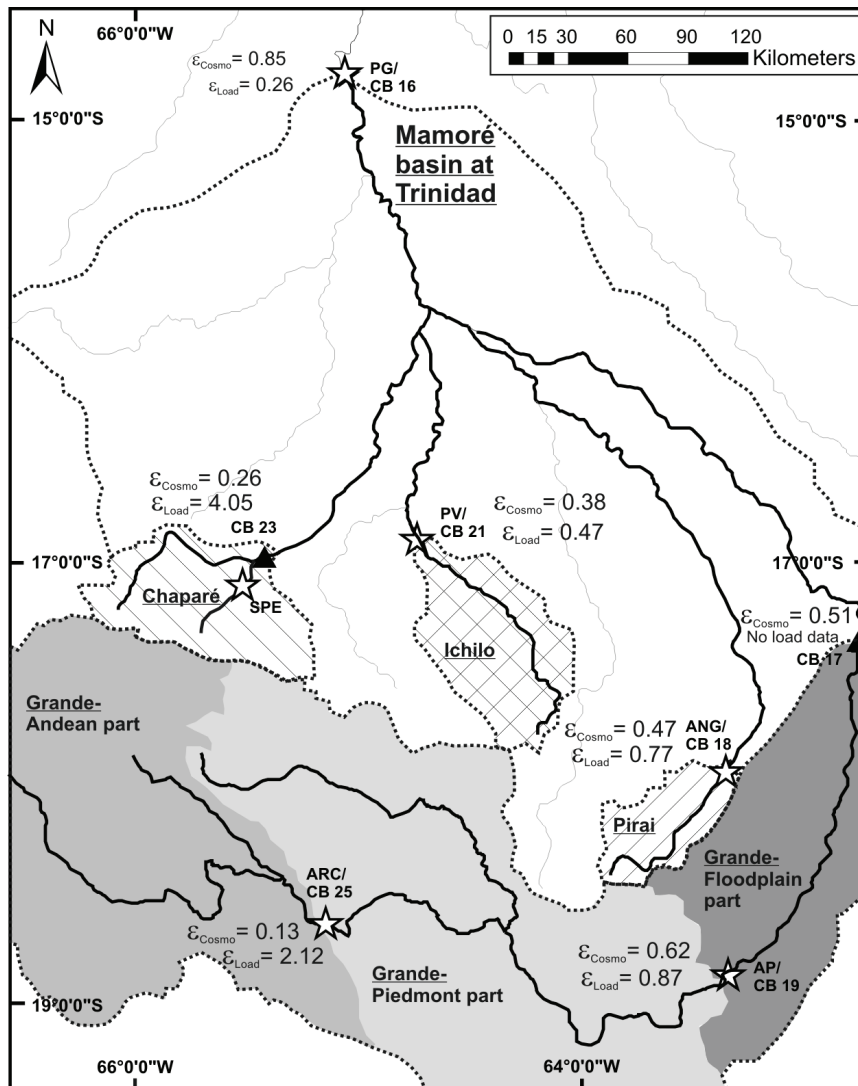 66°0'0"W
N
0 15 30 60 90 120
Kilometers
εCosmo= 0.85
εLoad= 0.26
PG/
CB 16
15°0'0"S
15°0'0"S
Mamoré
basin at
Trinidad
εCosmo= 0.26
εLoad= 4.05
CB 23
PV/
CB 21
εCosmo= 0.38
εLoad= 0.47
17°0'0"S
17°0'0"S
Chaparé
SPE
εCosmo= 0.51
No load data
CB 17
Ichilo
Grande-
Andean part
εCosmo= 0.47
εLoad= 0.77
ANG/
CB 18
Pirai
Grande-
Floodplain
part
ARC/
CB 25
εCosmo= 0.13
εLoad= 2.12
Grande-
Piedmont part
εCosmo= 0.62
εLoad= 0.87
AP/
CB 19
19°0'0"S
66°0'0"W
64°0'0"W